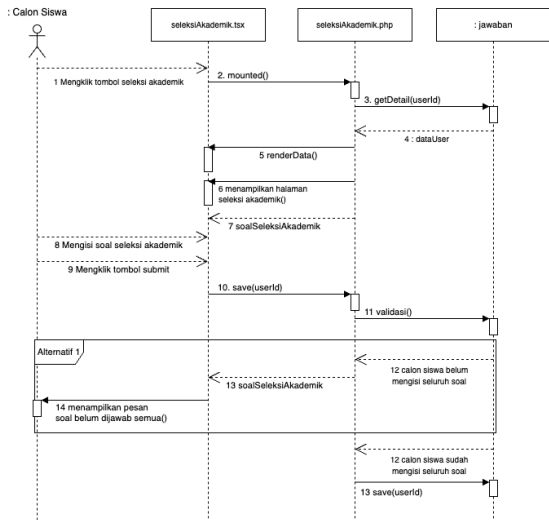 : Calon Siswa
seleksiAkademik.tsx
seleksiAkademik.php
: jawaban
1 Mengklik tombol seleksi akademik
2. mounted()
3. getDetail(userId)
4 : dataUser
5 renderData()
6 menampilkan halaman
seleksi akademik()
7 soalSeleksiAkademik
8 Mengisi soal seleksi akademik
9 Mengklik tombol submit
10. save(userId)
11 validasi()
Alternatif 1
12 calon siswa belum
mengisi seluruh soal
13 soalSeleksiAkademik
14 menampilkan pesan
soal belum dijawab semua()
12 calon siswa sudah
mengisi seluruh soal
13 save(userId)